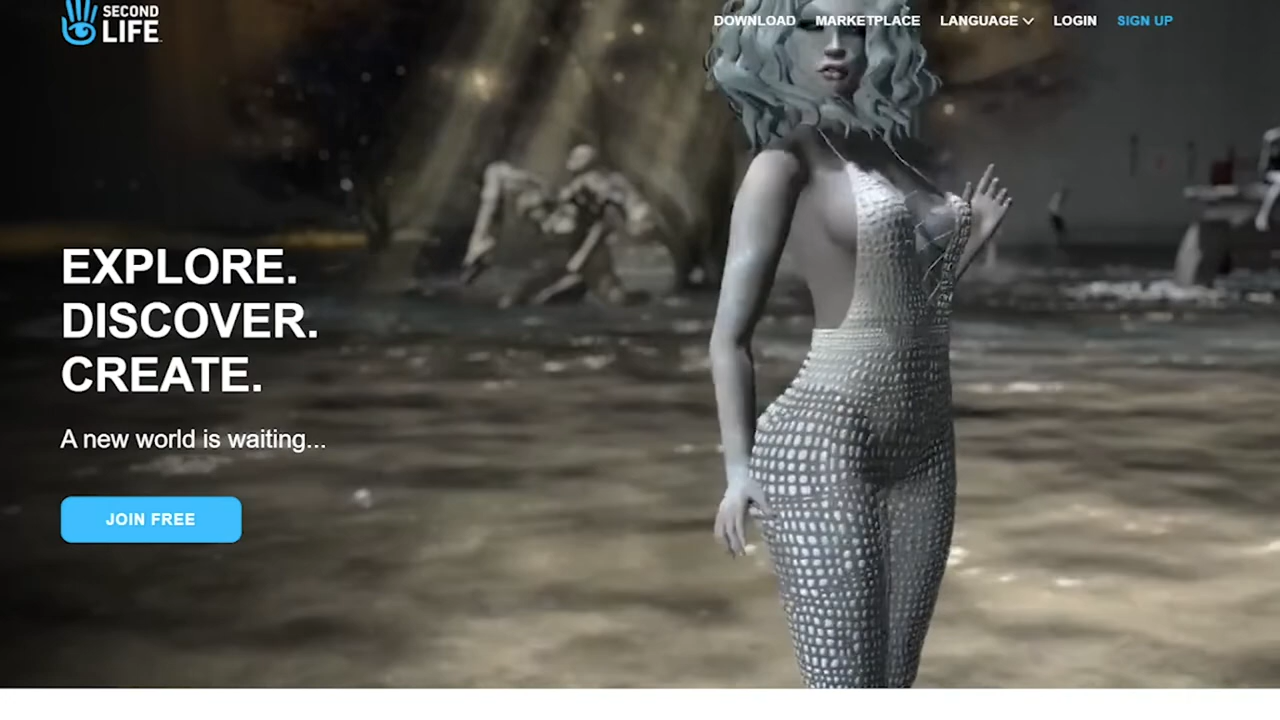 SECOND
LIFE
DOWNLOAD
MARKETPLACE
LANGUAGE
LOGIN
SIGN UP
EXPLORE.
DISCOVER.
CREATE.
A new world is waiting...
JOIN FREE